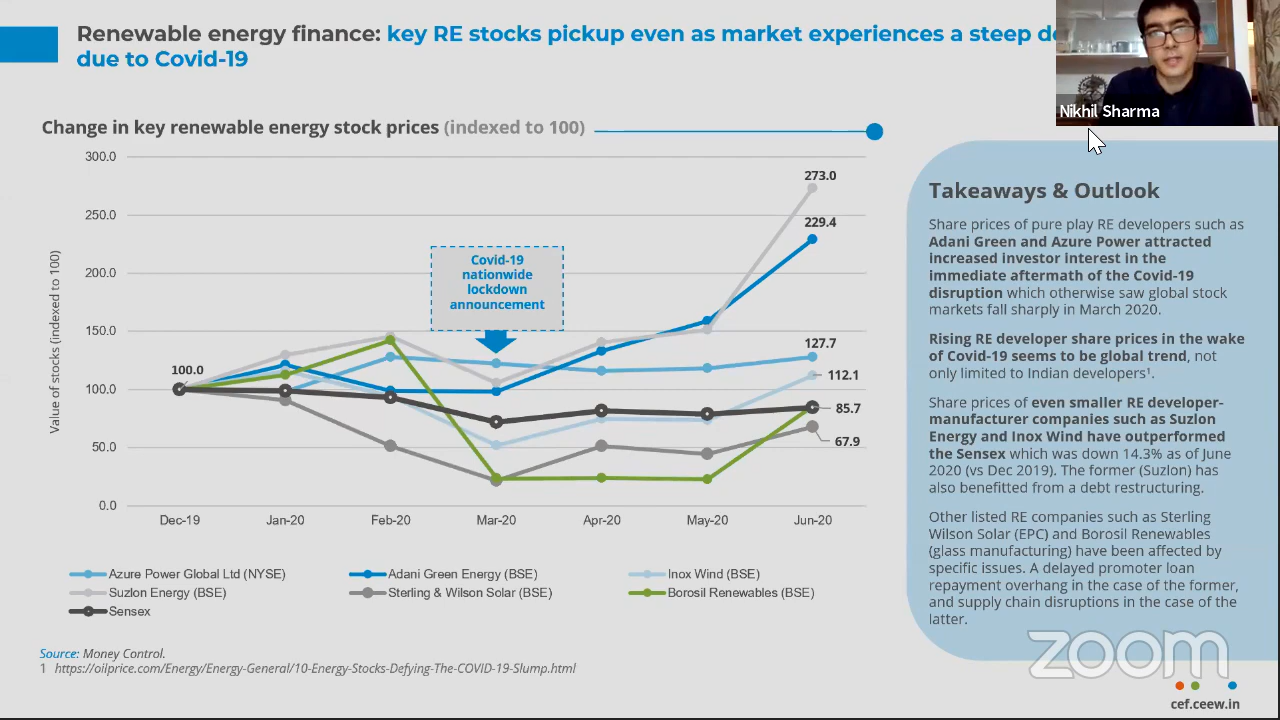 Renewable energy finance: key RE stocks pickup even as market experiences a steep
due to Covid-19
Nikhil Sharma
Change in key renewable energy stock prices (indexed to 100)
Value of stocks (indexed to 100)
300.0
250.0
200.0
150.0
100.0
50.0
0.0
Covid-19
nationwide
lockdown
announcement
100.0
273.0
229.4
127.7
112.1
85.7
67.9
Dec-19 Jan-20 Feb-20 Mar-20 Apr-20 May-20 Jun-20
Azure Power Global Ltd (NYSE) Adani Green Energy (BSE) Inox Wind (BSE)
Suzlon Energy (BSE) Sterling & Wilson Solar (BSE) Borosil Renewables (BSE)
Sensex
Source: Money Control.
1 https://oilprice.com/Energy/Energy-General/10-Energy-Stocks-Defying-The-COVID-19-Slump.html
Takeaways & Outlook
Share prices of pure play RE developers such as
Adani Green and Azure Power attracted
increased investor interest in the
immediate aftermath of the Covid-19
disruption which otherwise saw global stock
markets fall sharply in March 2020.
Rising RE developer share prices in the wake
of Covid-19 seems to be global trend, not
only limited to Indian developers¹.
Share prices of even smaller RE developer-
manufacturer companies such as Suzlon
Energy and Inox Wind have outperformed
the Sensex which was down 14.3% as of June
2020 (vs Dec 2019). The former (Suzlon) has
also benefitted from a debt restructuring.
Other listed RE companies such as Sterling
Wilson Solar (EPC) and Borosil Renewables
(glass manufacturing) have been affected by
specific issues. A delayed promoter loan
repayment overhang in the case of the former,
and supply chain disruptions in the case of the
latter.
zoom
cef.ceew.in